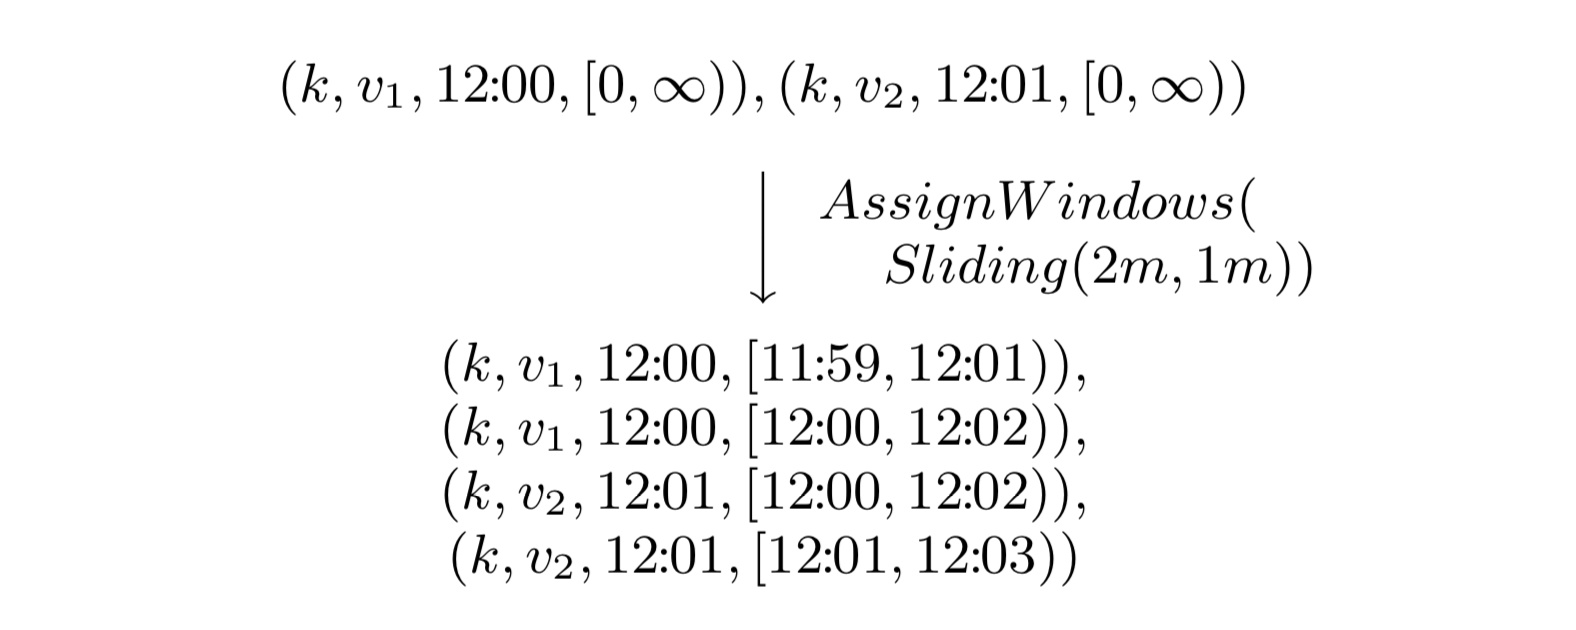 (k, v₁, 12:00, [0, ∞)), (k, v₂, 12:01, [0, ∞))
AssignWindows(
Sliding(2m, 1m))
(k, v₁, 12:00, [11:59, 12:01)),
(k, v₁, 12:00, [12:00, 12:02)),
(k, v₂, 12:01, [12:00, 12:02)),
(k, v₂, 12:01, [12:01, 12:03))